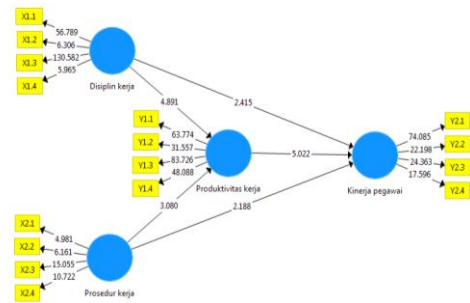 X1.1
X1.2
X1.3
X1.4
56.789
6.306
130.582
5.965
Disiplin kerja
4.891
2.415
Y1.1
Y1.2
Y1.3
Y1.4
63.774
31.557
83.726
48.088
Produktivitas kerja
5.022
Y2.1
Y2.2
Y2.3
Y2.4
74.085
22.198
24.363
17.596
Kinerja pegawai
3.080
2.188
X2.1
X2.2
X2.3
X2.4
4.981
6.161
15.055
10.722
Prosedur kerja